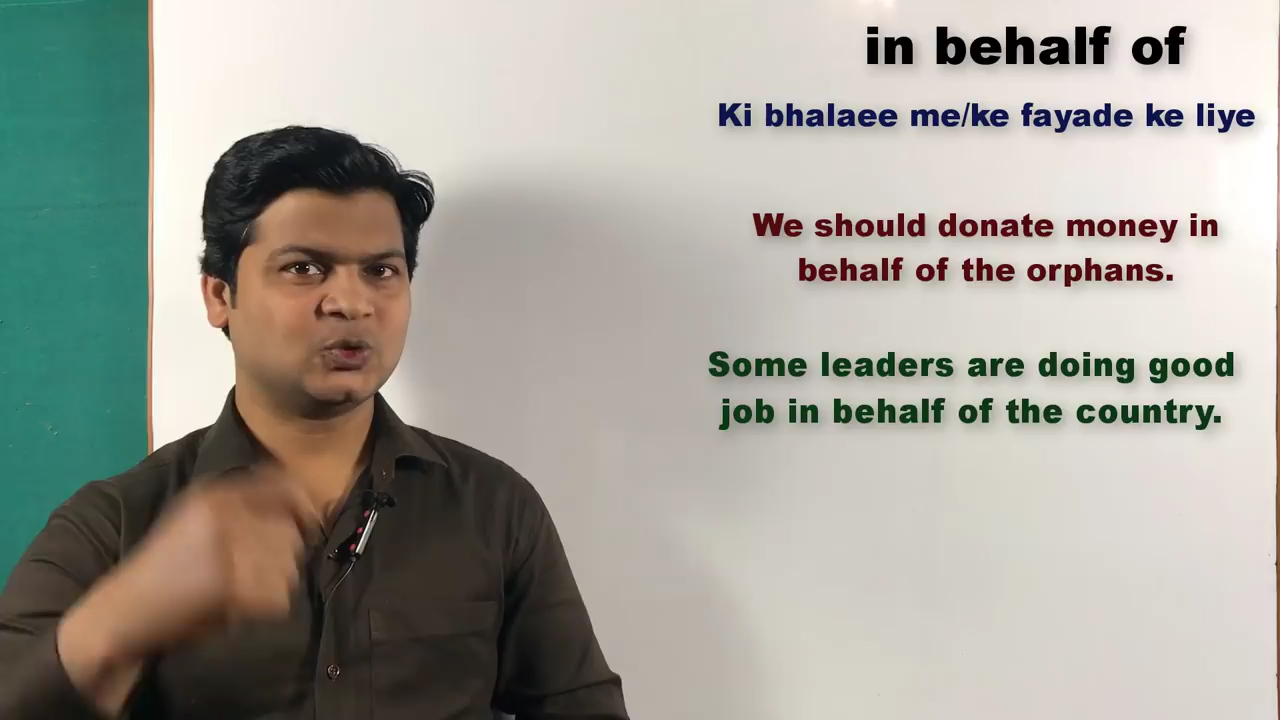 in behalf of
Ki bhalaee me/ke fayade ke liye
We should donate money in
behalf of the orphans.
Some leaders are doing good
job in behalf of the country.